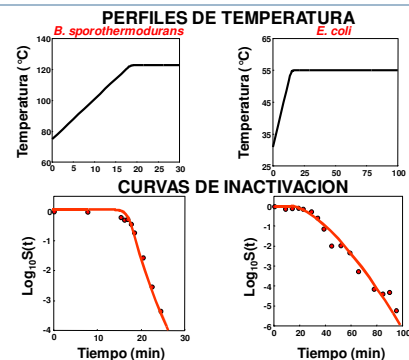 PERFILES DE TEMPERATURA
B. sporothermodurans
E. coli
Temperatura (°C)
140
120
100
80
60
0 5 10 15 20 25 30
Temperatura (°C)
65
55
45
35
25
0 25 50 75 100
CURVAS DE INACTIVACION
Log10S(t)
0
-1
-2
-3
-4
0 10 20 30
Tiempo (min)
Log10S(t)
0
-1
-2
-3
-4
-5
-6
0 20 40 60 80 100
Tiempo (min)